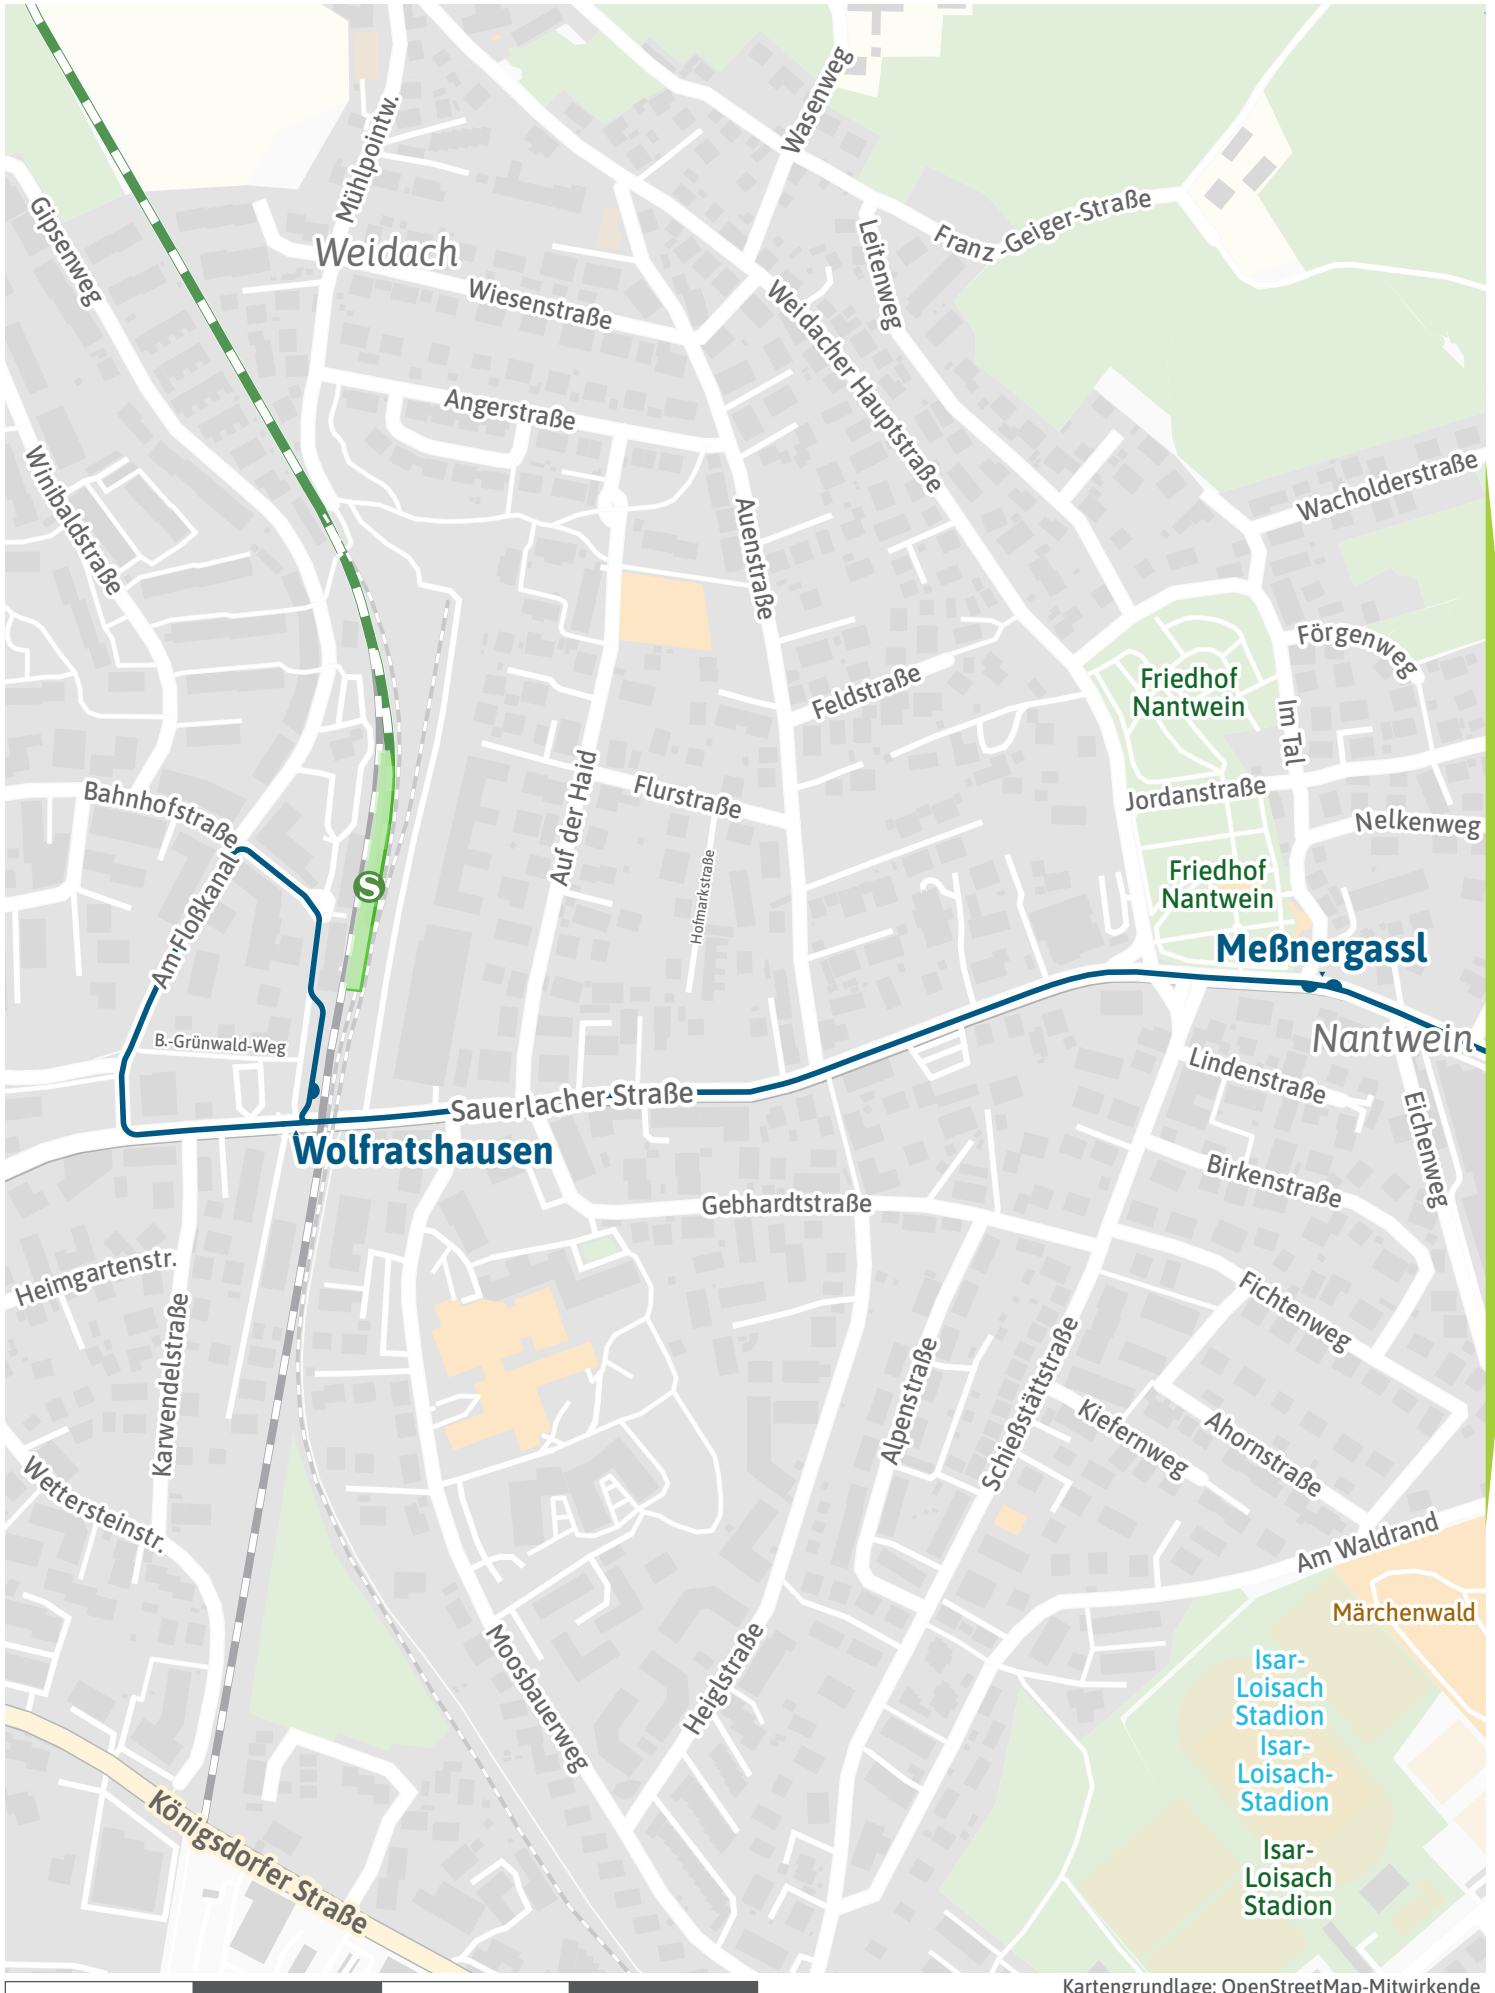 Wasenweg
Mühlpointw.
Gipsenweg
Weidach
Franz-Geiger-Straße
Leitenweg
Wiesenstraße
Weidacher Hauptstraße
Angerstraße
Winibaldstraße
Wacholderstraße
Auenstraße
Förgenweg
Friedhof
Nantwein
Feldstraße
Im Tal
Bahnhofstraße
Auf der Haid
Flurstraße
Jordanstraße
Nelkenweg
Hofmarkstraße
S
Am Floßkanal
Friedhof
Nantwein
Meßnergassl
Nantwein
B.-Grünwald-Weg
Lindenstraße
Sauerlacher Straße
Eichenweg
Wolfratshausen
Birkenstraße
Gebhardtstraße
Heimgartenstr.
Karwendelstraße
Fichtenweg
Alpenstraße
Schießstättstraße
Kiefernweg
Ahornstraße
Wettersteinstr.
Am Waldrand
Märchenwald
Moosbauerweg
Heiglstraße
Isar-
Loisach
Stadion
Isar-
Loisach-
Stadion
Isar-
Loisach
Stadion
Königsdorfer Straße
Kartengrundlage: OpenStreetMap-Mitwirkende